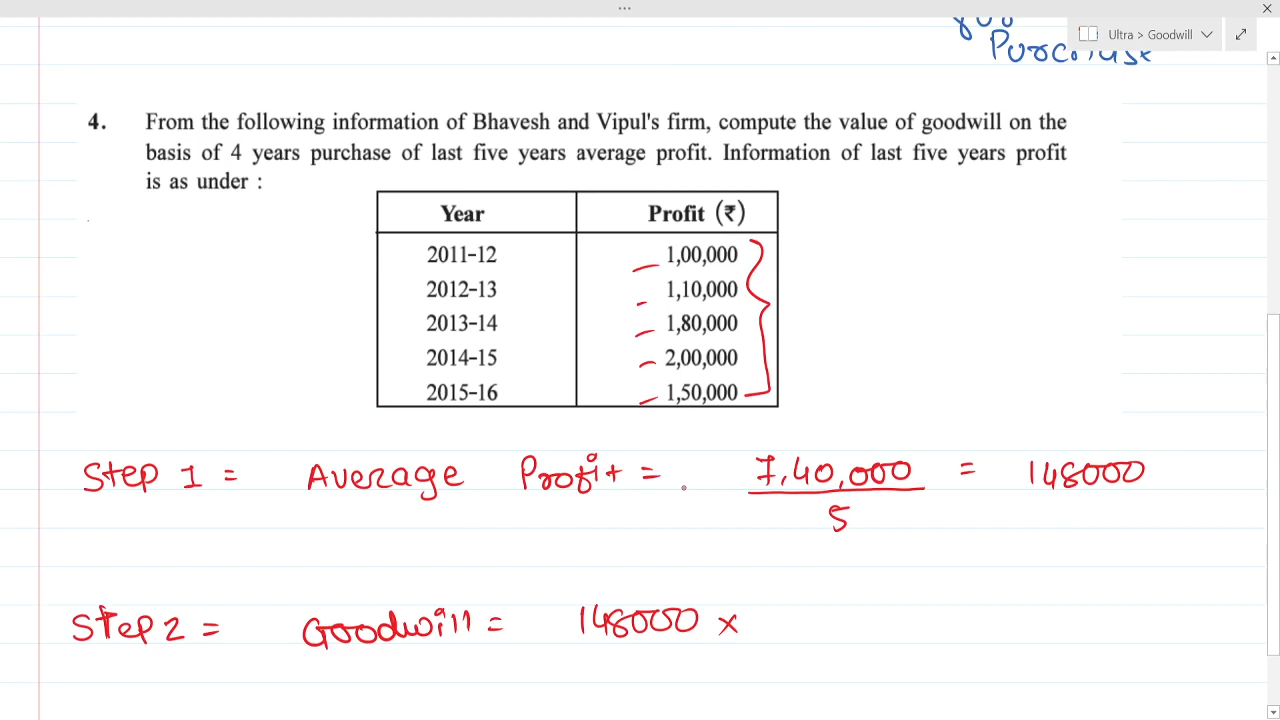 Ultra > Goodwill
Purchase
4. From the following information of Bhavesh and Vipul's firm, compute the value of goodwill on the
basis of 4 years purchase of last five years average profit. Information of last five years profit
is as under :
Year Profit (₹)
2011–12 1,00,000
2012–13 1,10,000
2013–14 1,80,000
2014–15 2,00,000
2015–16 1,50,000
Step 1 = Average Profit = 7,40,000 = 148000
5
Step 2 = Goodwill = 148000 ×